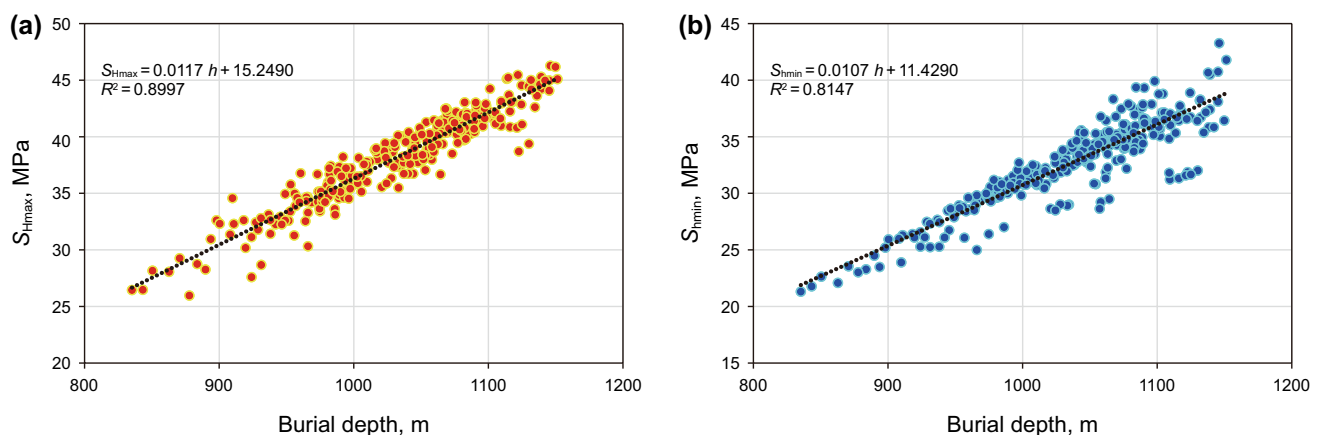 (a)
50
45
40
35
30
25
20
S_Hmax, MPa
S_Hmax = 0.0117 h + 15.2490
R² = 0.8997
800
900
1000
1100
1200
Burial depth, m
(b)
45
40
35
30
25
20
15
S_hmin, MPa
S_hmin = 0.0107 h + 11.4290
R² = 0.8147
800
900
1000
1100
1200
Burial depth, m